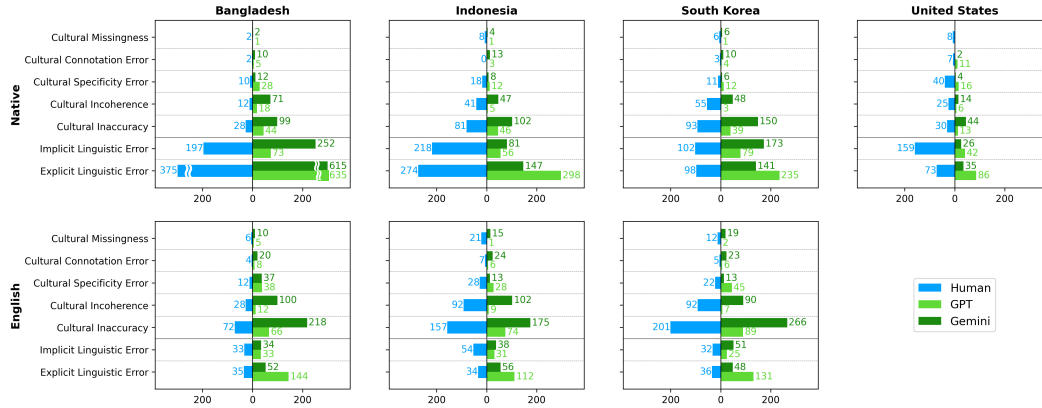 Bangladesh
Indonesia
South Korea
United States
Native
Cultural Missingness
Cultural Connotation Error
Cultural Specificity Error
Cultural Incoherence
Cultural Inaccuracy
Implicit Linguistic Error
Explicit Linguistic Error
2 2 1
2 10 5
10 12 28
12 71 18
28 99 44
197 252 73
375 615 635
200 0 200
8 4 1
0 13 3
18 8 12
41 47 5
81 102 46
218 81 56
274 147 298
200 0 200
6 6 1
3 10 4
11 6 12
55 48 3
93 150 39
102 173 79
98 141 235
200 0 200
8
7 2 11
40 4 16
25 14 6
30 44 13
159 26 42
73 35 86
200 0 200
English
Cultural Missingness
Cultural Connotation Error
Cultural Specificity Error
Cultural Incoherence
Cultural Inaccuracy
Implicit Linguistic Error
Explicit Linguistic Error
6 10 5
4 20 8
12 37 38
28 100 12
72 218 66
33 34 33
35 52 144
200 0 200
21 15 1
7 24 6
28 13 28
92 102 9
157 175 74
54 38 31
34 56 112
200 0 200
12 19 2
5 23 6
22 13 45
92 90 7
201 266 89
32 51 25
36 48 131
200 0 200
Human
GPT
Gemini